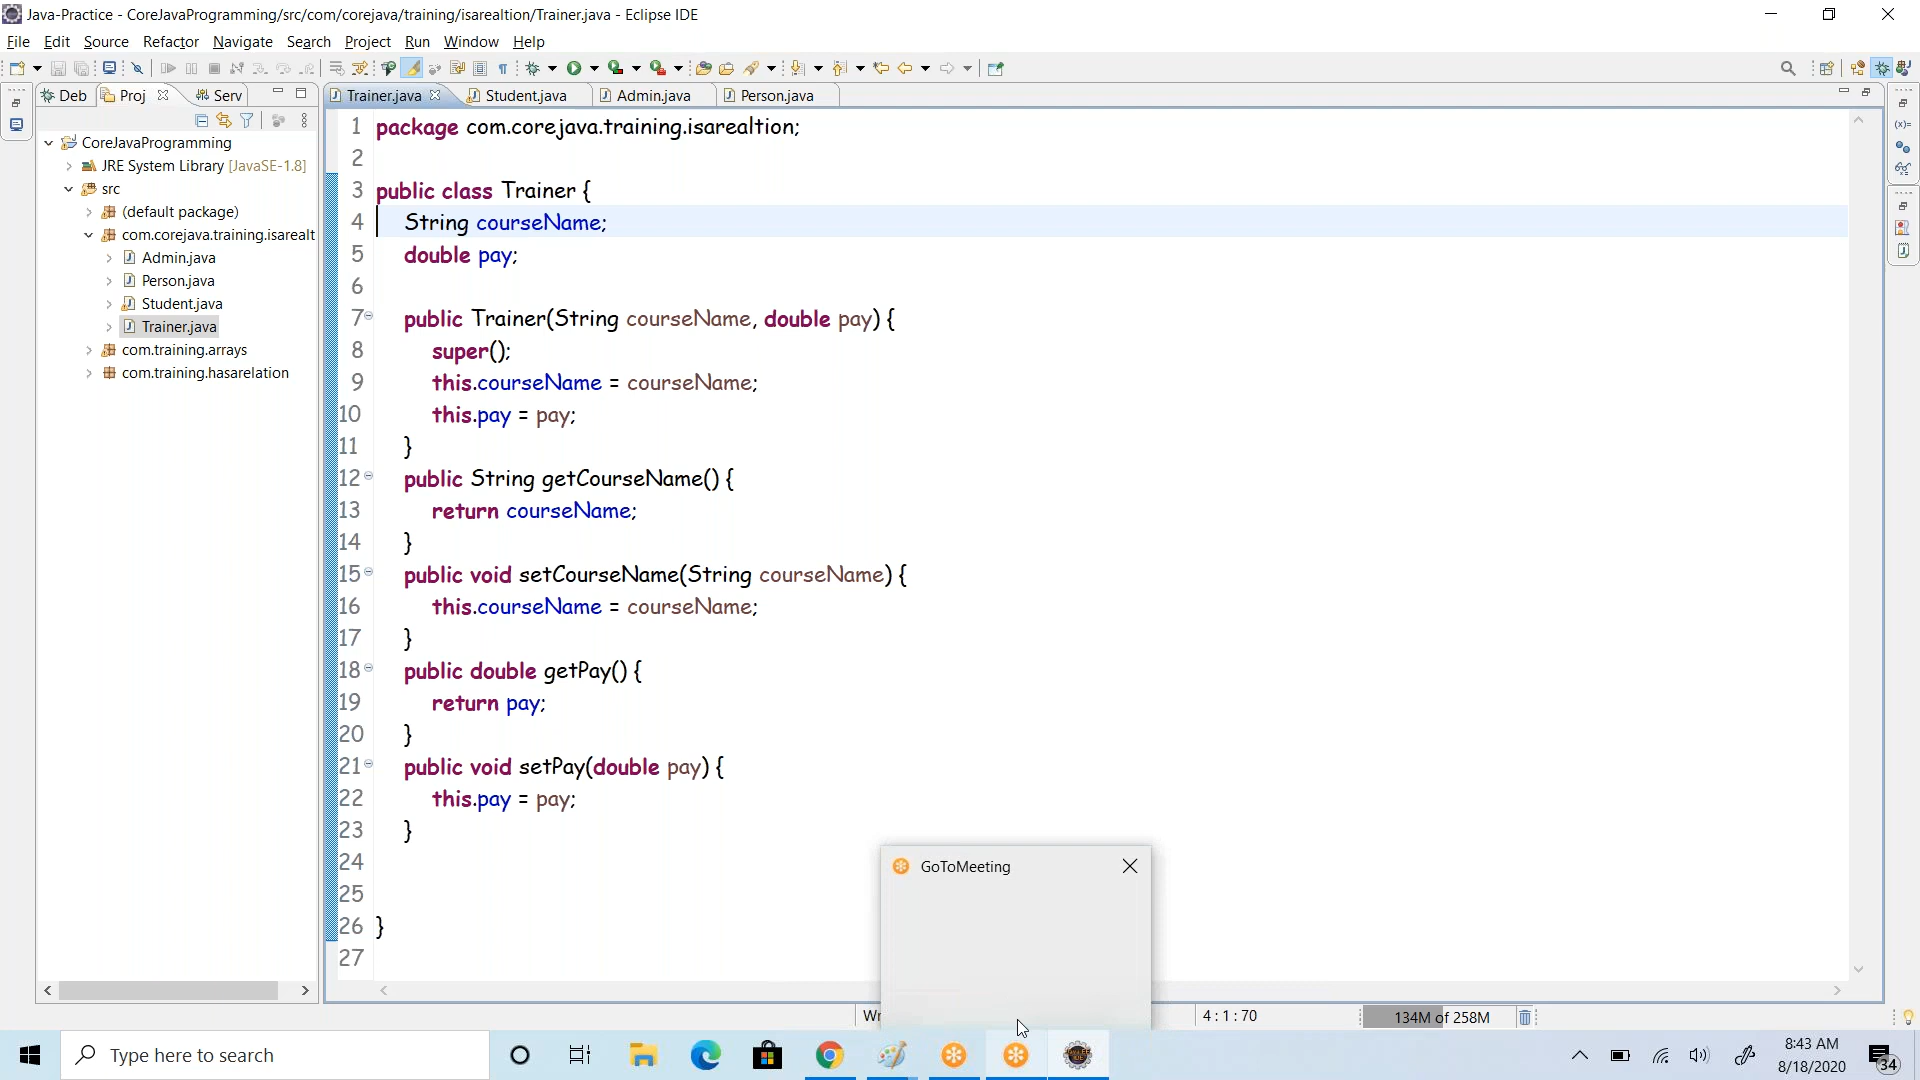 Java-Practice - CoreJavaProgramming/src/com/corejava/training/isarealtion/Trainer.java - Eclipse IDE
File Edit Source Refactor Navigate Search Project Run Window Help
Deb Proj Serv
Trainer.java Student.java Admin.java Person.java
CoreJavaProgramming
JRE System Library [JavaSE-1.8]
src
(default package)
com.corejava.training.isarealt
Admin.java
Person.java
Student.java
Trainer.java
com.training.arrays
com.training.hasarelation
1 package com.corejava.training.isarealtion;
2
3 public class Trainer {
4 String courseName;
5 double pay;
6
7 public Trainer(String courseName, double pay) {
8 super();
9 this.courseName = courseName;
10 this.pay = pay;
11 }
12 public String getCourseName() {
13 return courseName;
14 }
15 public void setCourseName(String courseName) {
16 this.courseName = courseName;
17 }
18 public double getPay() {
19 return pay;
20 }
21 public void setPay(double pay) {
22 this.pay = pay;
23 }
24
25
26 }
27
GoToMeeting
Wr
4 : 1 : 70
134M of 258M
Type here to search
8:43 AM
8/18/2020
34